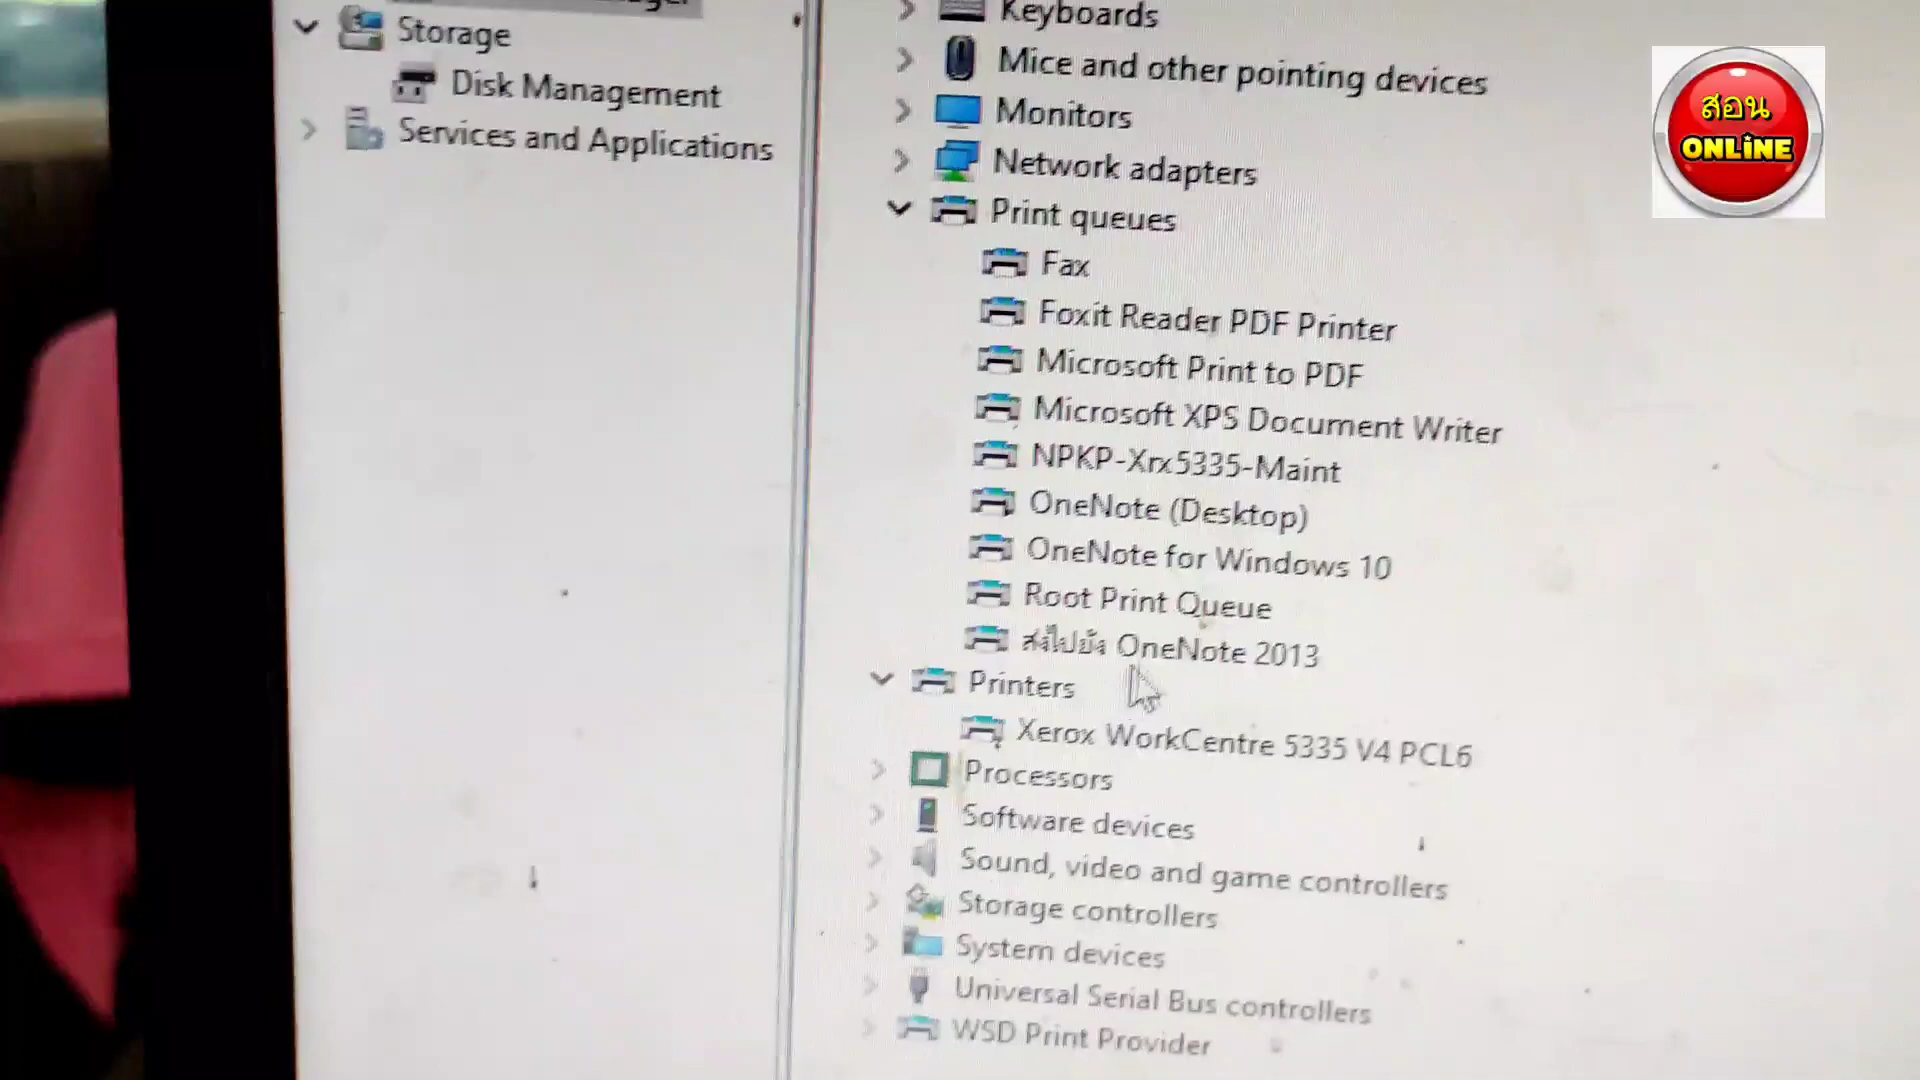 Storage
Disk Management
Services and Applications
Keyboards
Mice and other pointing devices
Monitors
Network adapters
Print queues
Fax
Foxit Reader PDF Printer
Microsoft Print to PDF
Microsoft XPS Document Writer
NPKP-Xrx5335-Maint
OneNote (Desktop)
OneNote for Windows 10
Root Print Queue
ส่งไปยัง OneNote 2013
Printers
Xerox WorkCentre 5335 V4 PCL6
Processors
Software devices
Sound, video and game controllers
Storage controllers
System devices
Universal Serial Bus controllers
WSD Print Provider
สอน
ONLiNE